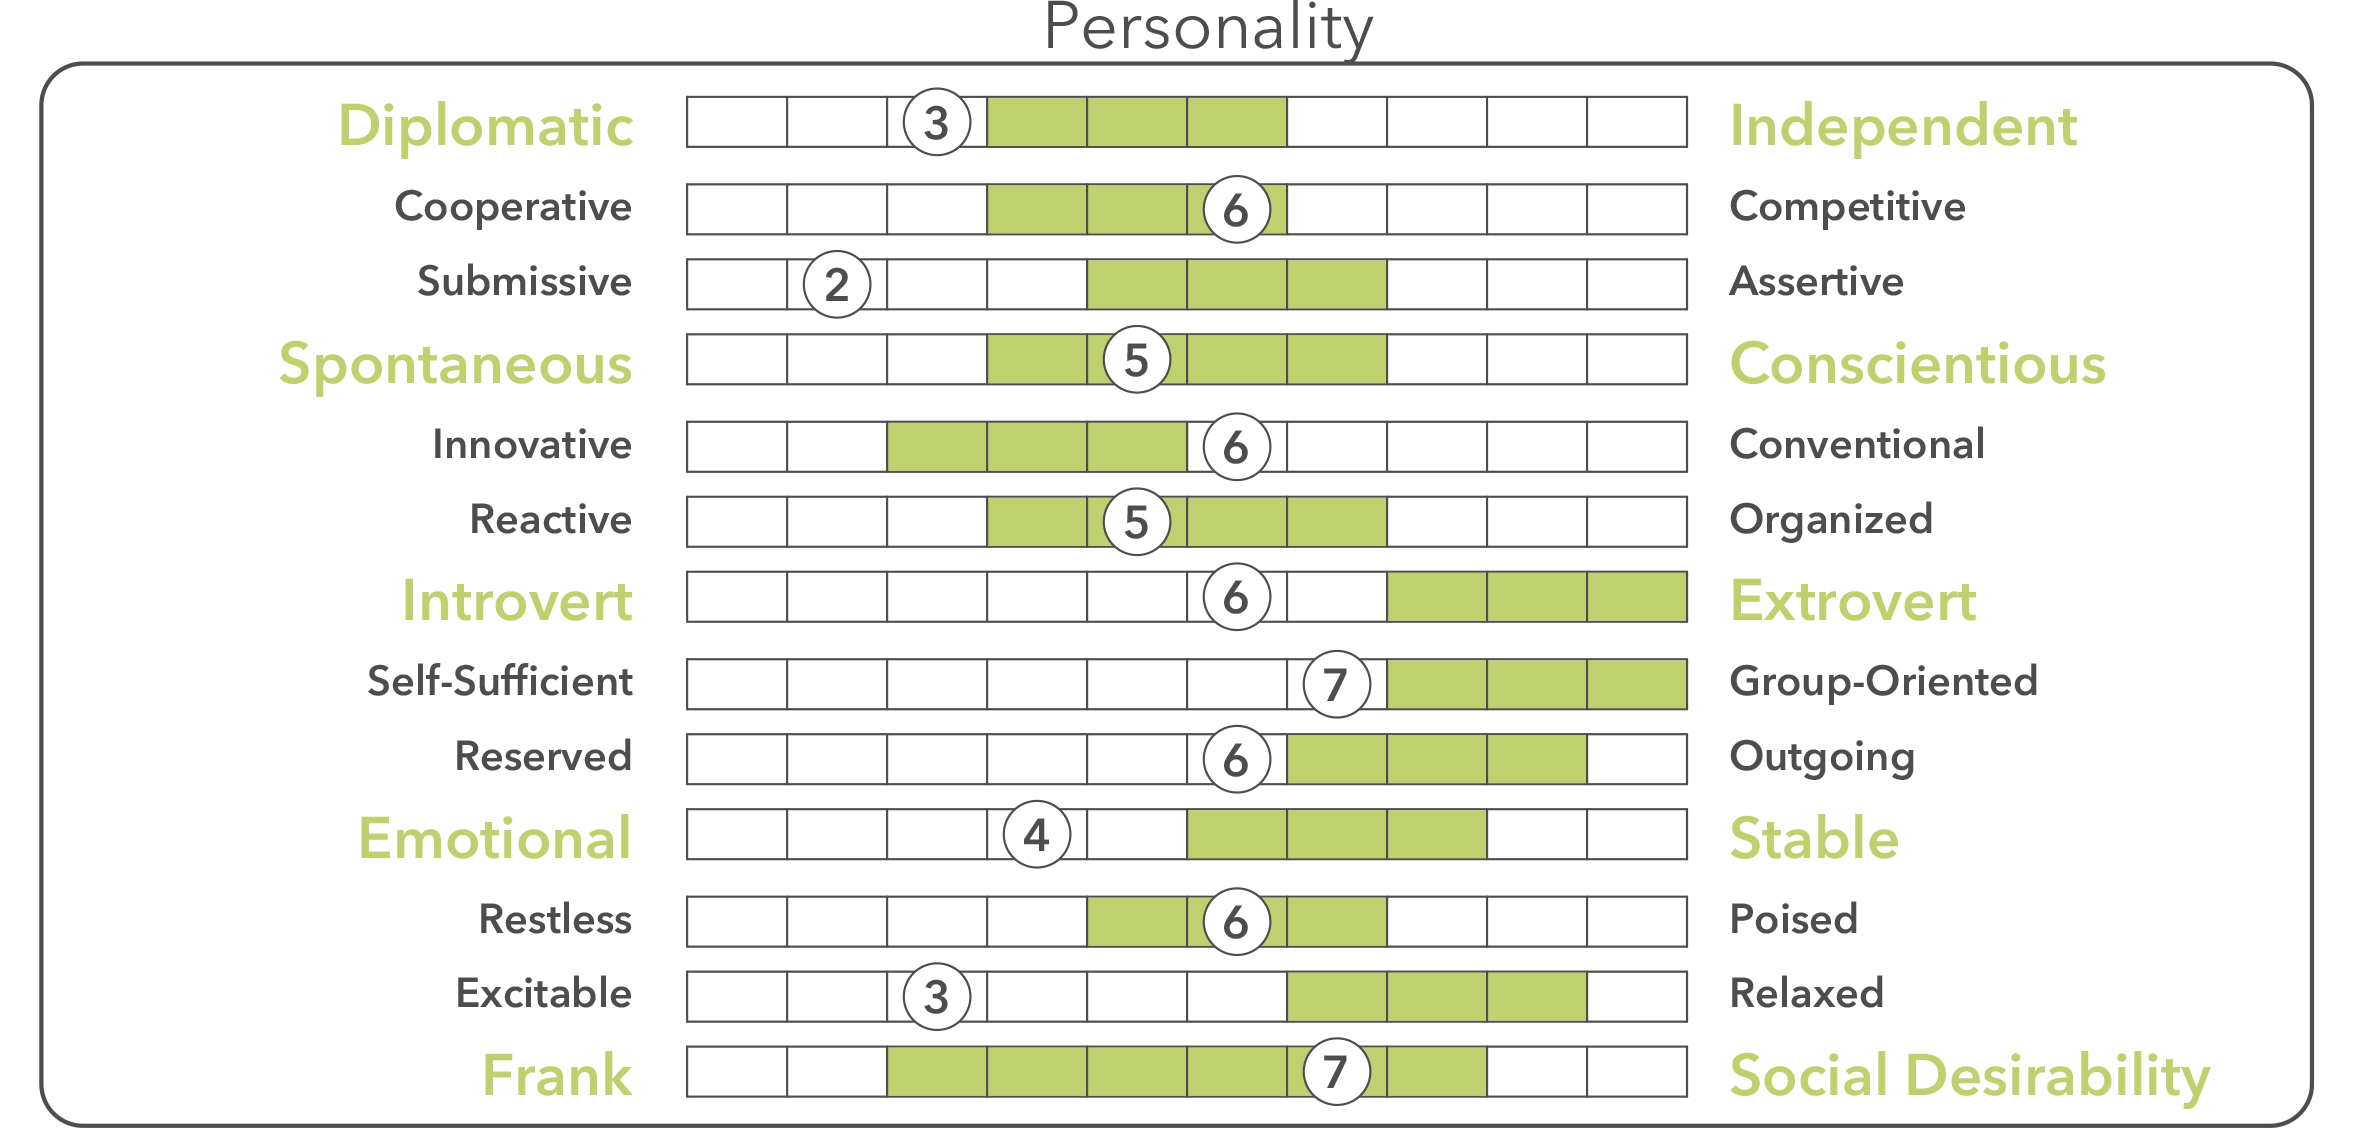 Personality
Diplomatic 3 Independent
Cooperative 6 Competitive
Submissive 2 Assertive
Spontaneous 5 Conscientious
Innovative 6 Conventional
Reactive 5 Organized
Introvert 6 Extrovert
Self-Sufficient 7 Group-Oriented
Reserved 6 Outgoing
Emotional 4 Stable
Restless 6 Poised
Excitable 3 Relaxed
Frank 7 Social Desirability